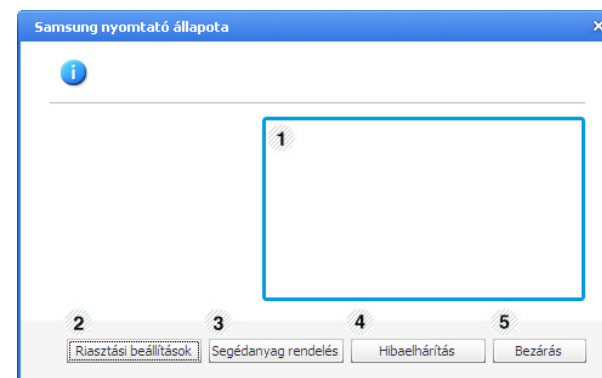 Samsung nyomtató állapota
1
2 3 4 5
Riasztási beállítások Segédanyag rendelés Hibaelhárítás Bezárás